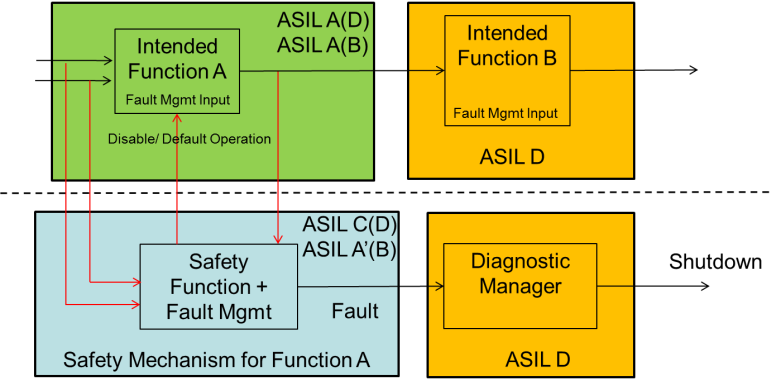 ASIL A(D)
ASIL A(B)
Intended
Function A
Fault Mgmt Input
Disable/ Default Operation
Intended
Function B
Fault Mgmt Input
ASIL D
ASIL C(D)
ASIL A’(B)
Safety
Function +
Fault Mgmt
Fault
Safety Mechanism for Function A
Diagnostic
Manager
ASIL D
Shutdown